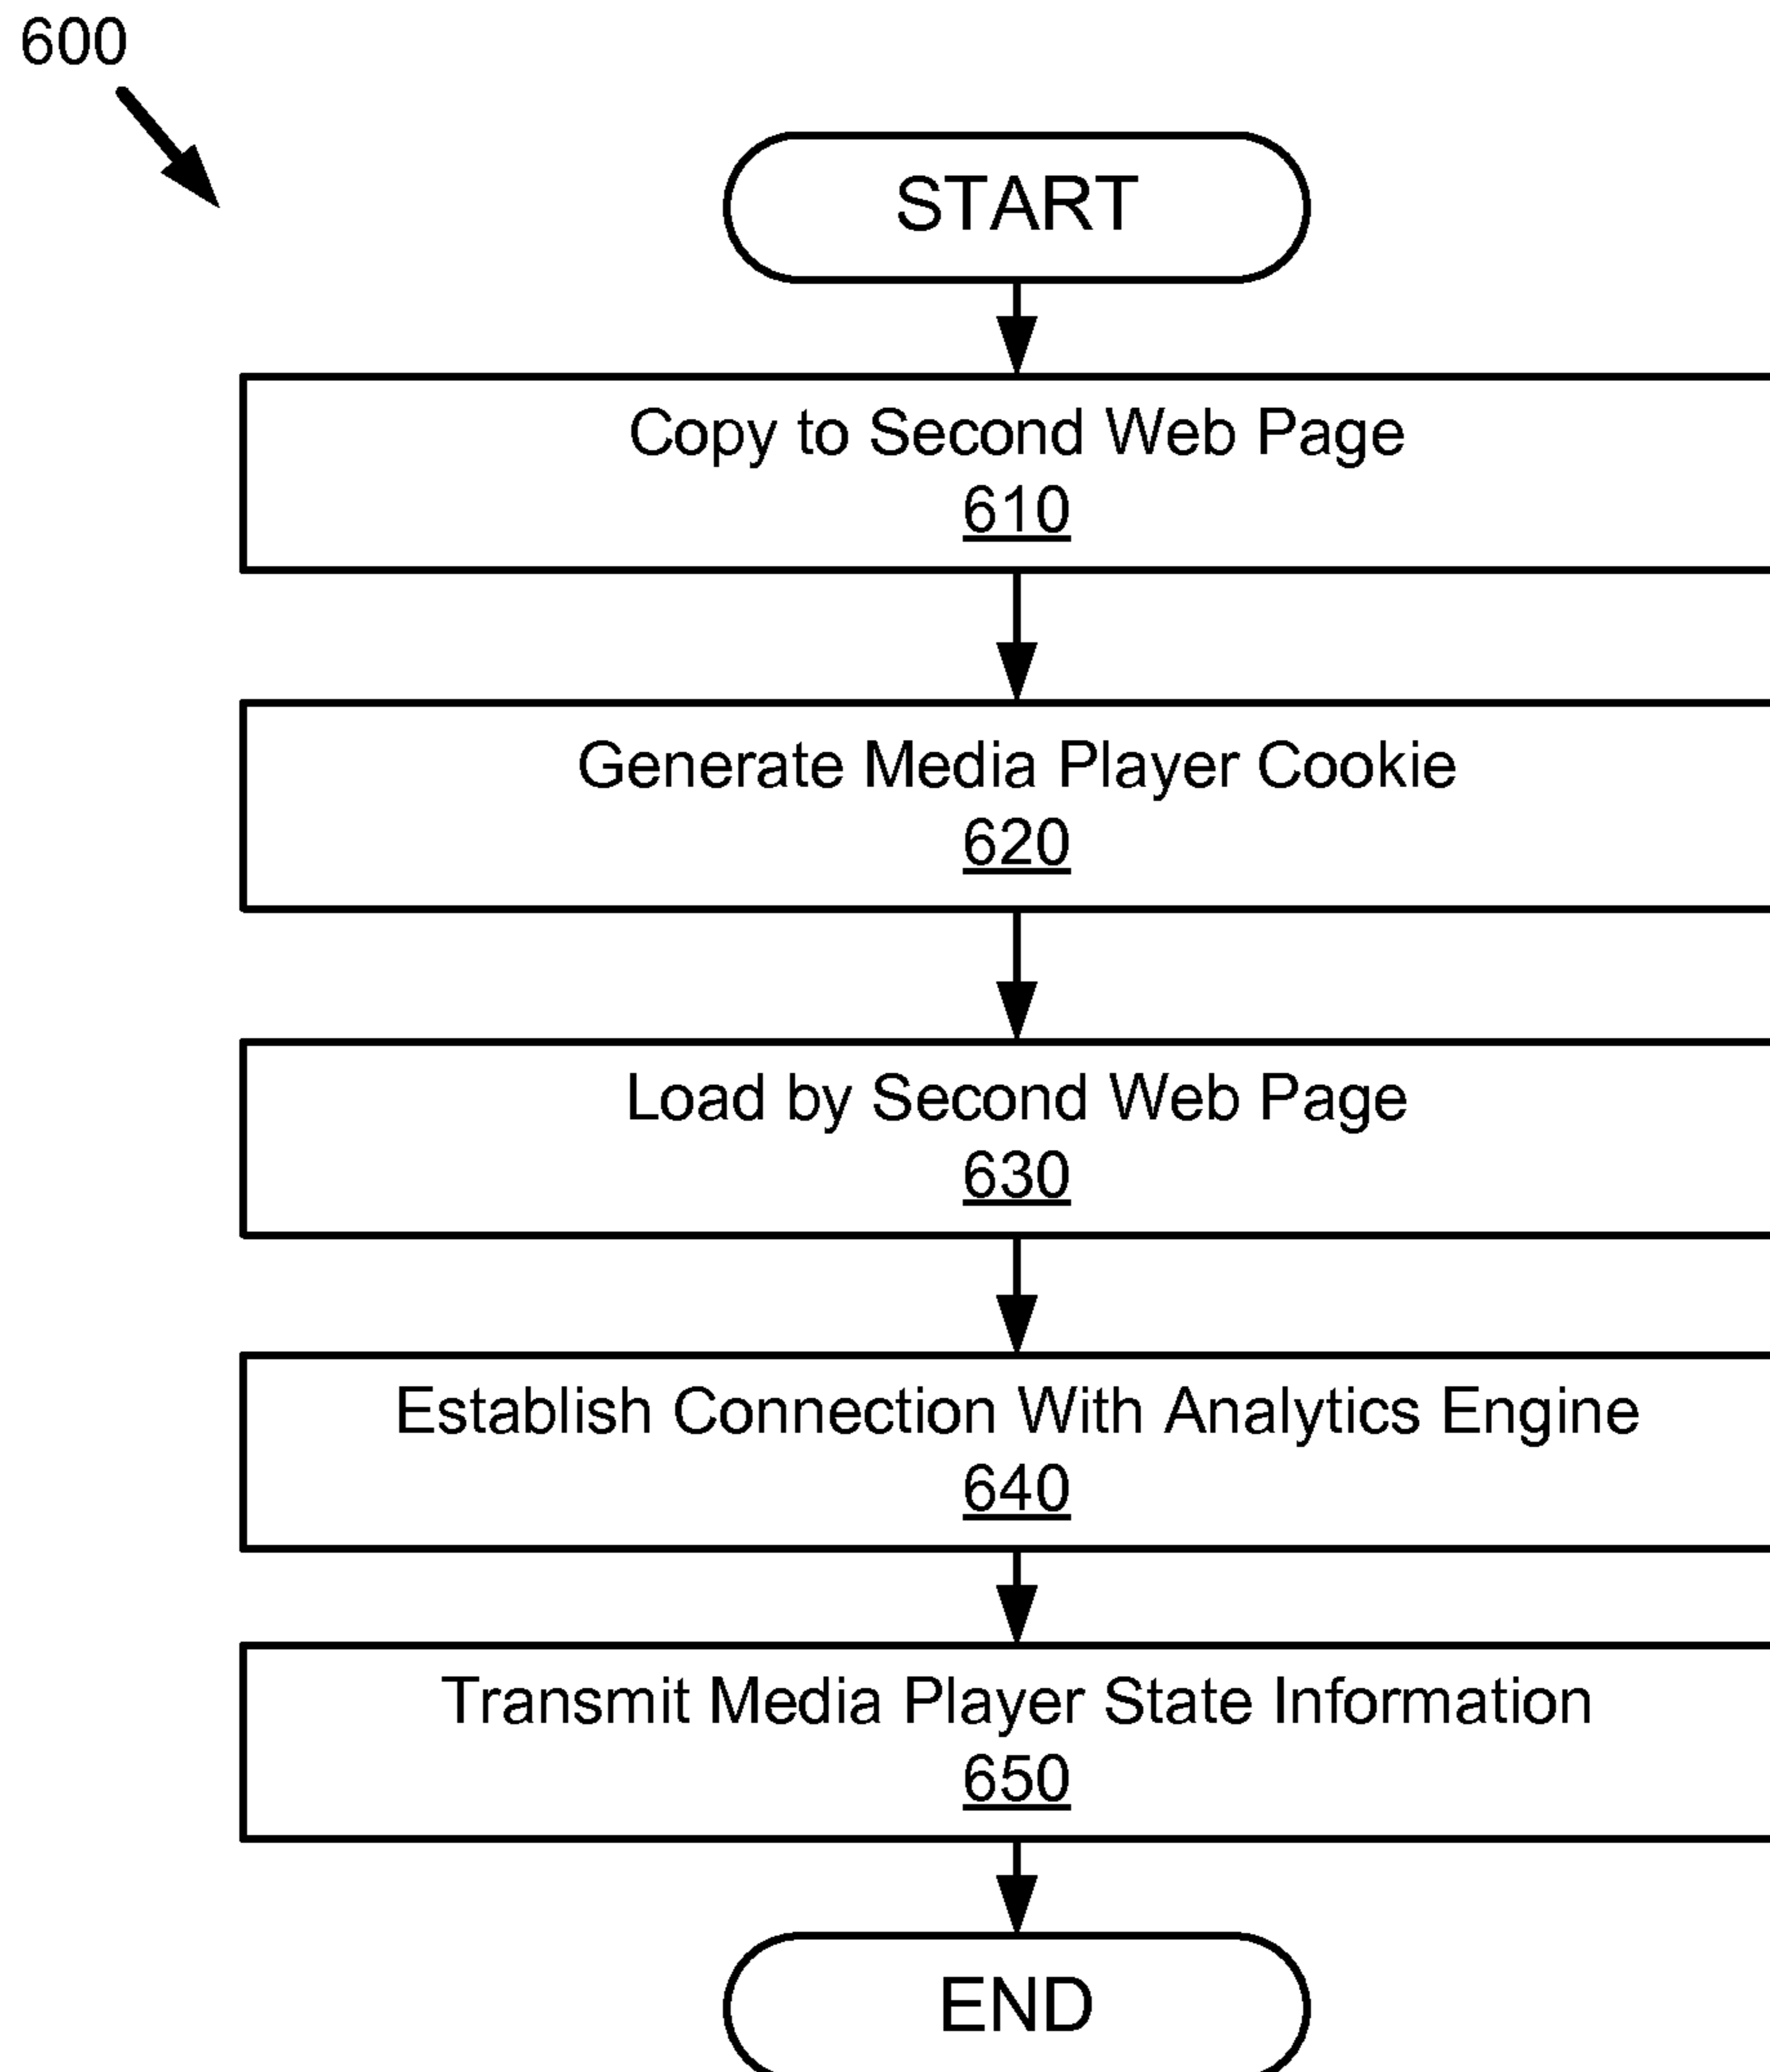 600
START
Copy to Second Web Page
610
Generate Media Player Cookie
620
Load by Second Web Page
630
Establish Connection With Analytics Engine
640
Transmit Media Player State Information
650
END